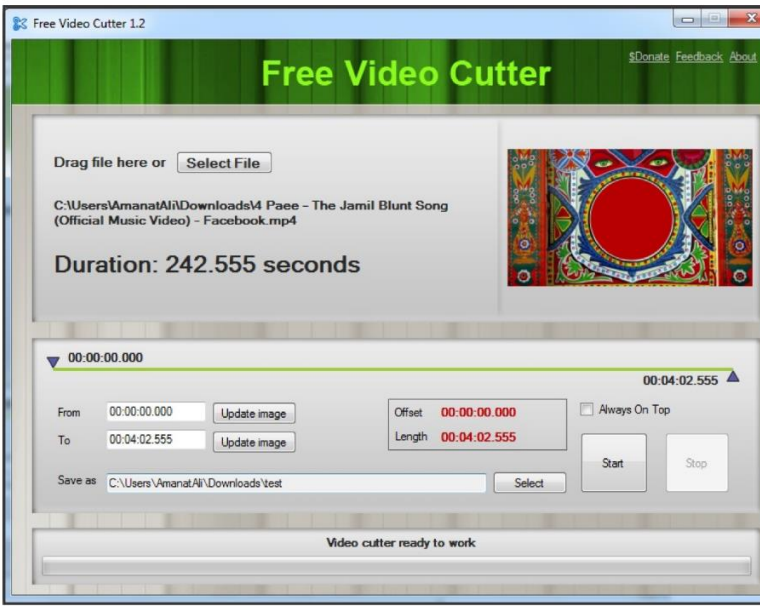 Free Video Cutter 1.2
Free Video Cutter
$Donate Feedback About
Drag file here or Select File
C:\Users\AmanatAli\Downloads\4 Paee - The Jamil Blunt Song
(Official Music Video) - Facebook.mp4
Duration: 242.555 seconds
00:00:00.000
00:04:02.555
From 00:00:00.000 Update image
To 00:04:02.555 Update image
Offset 00:00:00.000
Length 00:04:02.555
Always On Top
Start Stop
Save as C:\Users\AmanatAli\Downloads\test Select
Video cutter ready to work